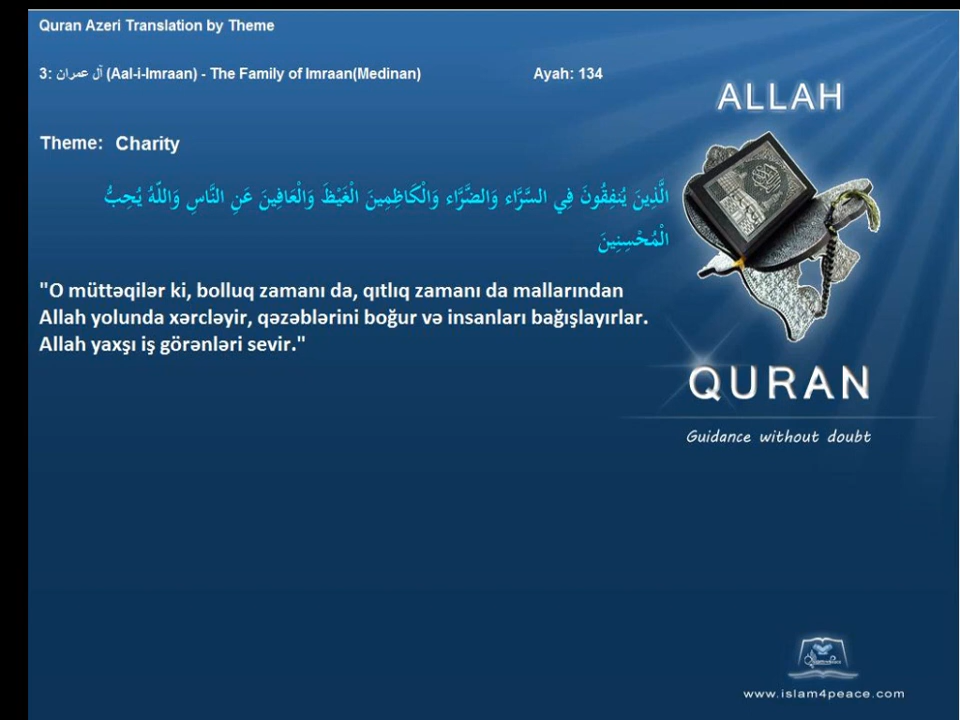 Quran Azeri Translation by Theme
3: آل عمران (Aal-i-Imraan) - The Family of Imraan(Medinan) Ayah: 134
ALLAH
Theme: Charity
الَّذِينَ يُنفِقُونَ فِي السَّرَّاء وَالضَّرَّاء وَالْكَاظِمِينَ الْغَيْظَ وَالْعَافِينَ عَنِ النَّاسِ وَاللّهُ يُحِبُّ
الْمُحْسِنِينَ
"O müttəqilər ki, bolluq zamanı da, qıtlıq zamanı da mallarından
Allah yolunda xərcləyir, qəzəblərini boğur və insanları bağışlayırlar.
Allah yaxşı iş görənləri sevir."
QURAN
Guidance without doubt
www.islam4peace.com